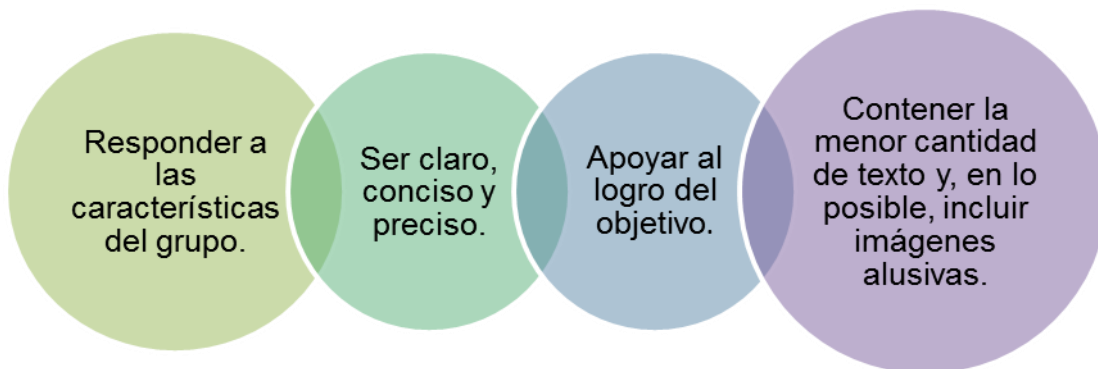 Responder a
las
característícas
del grupo.
Ser claro,
conciso y
preciso.
Apoyar al
logro del
objetivo.
Contener la
menor cantidad
de texto y, en lo
posible, incluir
imágenes
alusivas.